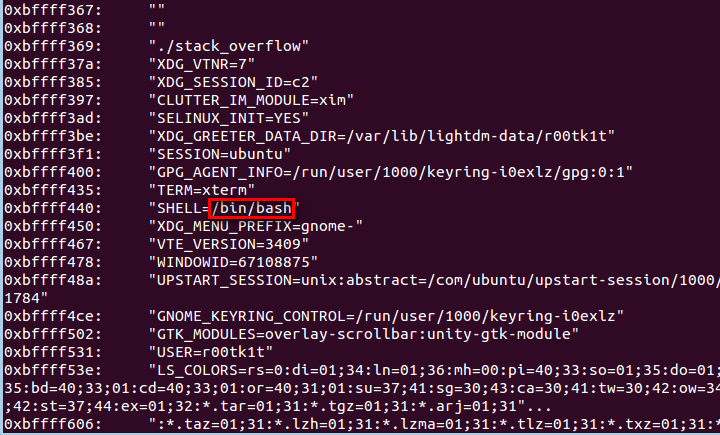 0xbffff367: ""
0xbffff368: ""
0xbffff369: "./stack_overflow"
0xbffff37a: "XDG_VTNR=7"
0xbffff385: "XDG_SESSION_ID=c2"
0xbffff397: "CLUTTER_IM_MODULE=xim"
0xbffff3ad: "SELINUX_INIT=YES"
0xbffff3be: "XDG_GREETER_DATA_DIR=/var/lib/lightdm-data/r00tk1t"
0xbffff3f1: "SESSION=ubuntu"
0xbffff400: "GPG_AGENT_INFO=/run/user/1000/keyring-i0exlz/gpg:0:1"
0xbffff435: "TERM=xterm"
0xbffff440: "SHELL=/bin/bash"
0xbffff450: "XDG_MENU_PREFIX=gnome-"
0xbffff467: "VTE_VERSION=3409"
0xbffff478: "WINDOWID=67108875"
0xbffff48a: "UPSTART_SESSION=unix:abstract=/com/ubuntu/upstart-session/1000/
1784"
0xbffff4ce: "GNOME_KEYRING_CONTROL=/run/user/1000/keyring-i0exlz"
0xbffff502: "GTK_MODULES=overlay-scrollbar:unity-gtk-module"
0xbffff531: "USER=r00tk1t"
0xbffff53e: "LS_COLORS=rs=0:di=01;34:ln=01;36:mh=00:pi=40;33:so=01;35:do=01;
35:bd=40;33;01:cd=40;33;01:or=40;31;01:su=37;41:sg=30;43:ca=30;41:tw=30;42:ow=34
;42:st=37;44:ex=01;32:*.tar=01;31:*.tgz=01;31:*.arj=01;31"...
0xbffff606: ":*.taz=01;31:*.lzh=01;31:*.lzma=01;31:*.tlz=01;31:*.txz=01;31:*